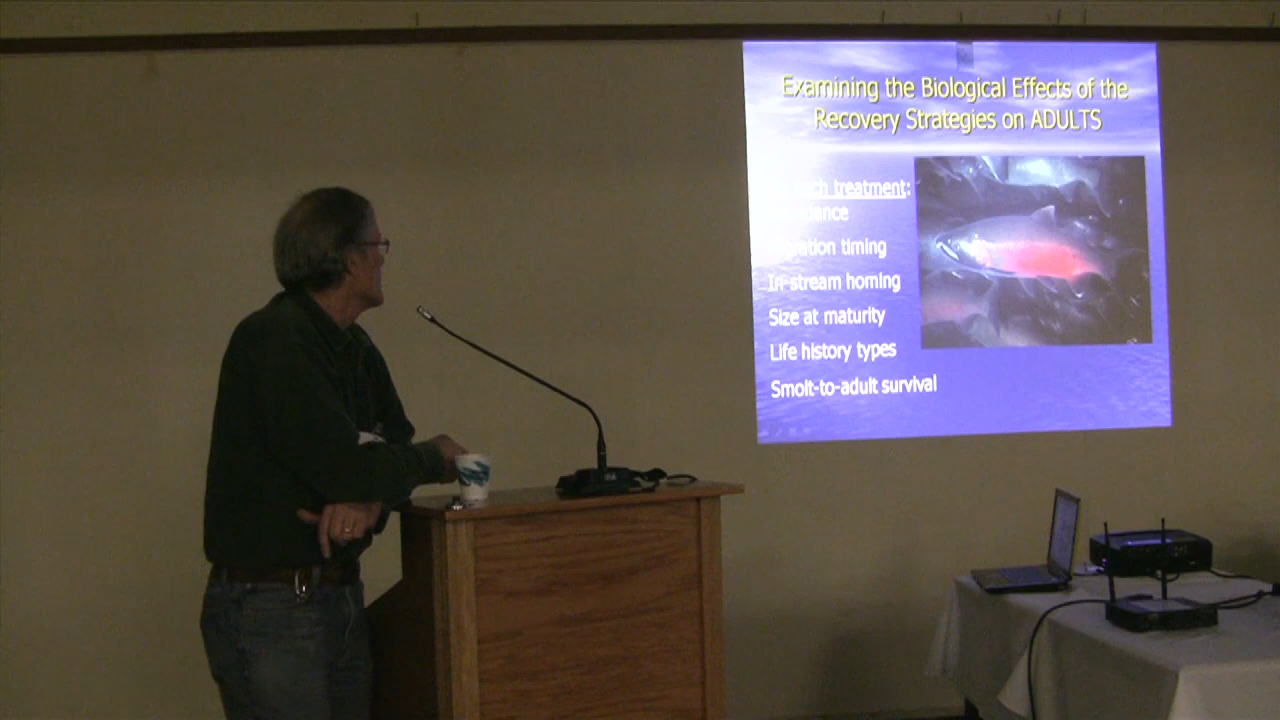 Examining the Biological Effects of the
Recovery Strategies on ADULTS
treatment:
timing
In-stream homing
Size at maturity
Life history types
Smolt-to-adult survival